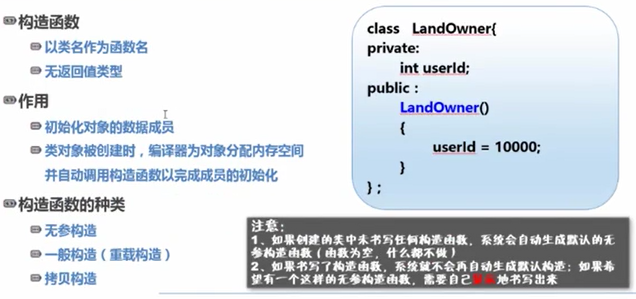 构造函数
以类名作为函数名
无返回值类型
作用
初始化对象的数据成员
类对象被创建时，编译器为对象分配内存空间
并自动调用构造函数以完成成员的初始化
构造函数的种类
无参构造
一般构造（重载构造）
拷贝构造
class LandOwner{
private:
int userId;
public :
LandOwner()
{
userId = 10000;
}
} ;
注意：
1、如果创建的类中未书写任何构造函数，系统会自动生成默认的无
参构造函数（函数为空，什么都不做）
2、如果书写了构造函数，系统就不会再自动生成默认构造；如果希
望有一个这样的无参构造函数，需要自己地书写出来